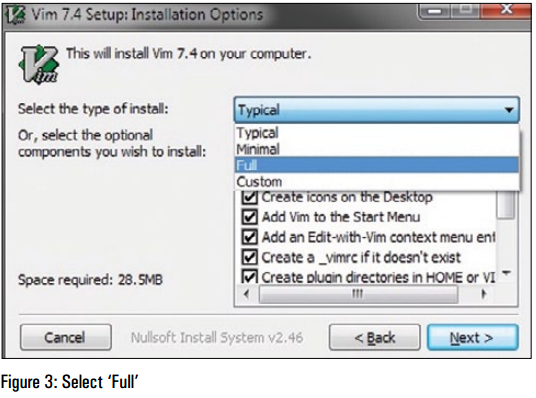 Vim 7.4 Setup: Installation Options
This will install Vim 7.4 on your computer.
Vim
Select the type of install:
Typical
Or, select the optional
components you wish to install:
Typical
Minimal
Full
Custom
Create icons on the Desktop
Add Vim to the Start Menu
Add an Edit-with-Vim context menu ent
Create a _vimrc if it doesn't exist
Create plugin directories in HOME or VI
Space required: 28.5MB
Cancel
Nullsoft Install System v2.46
< Back
Next >
Figure 3: Select ‘Full’